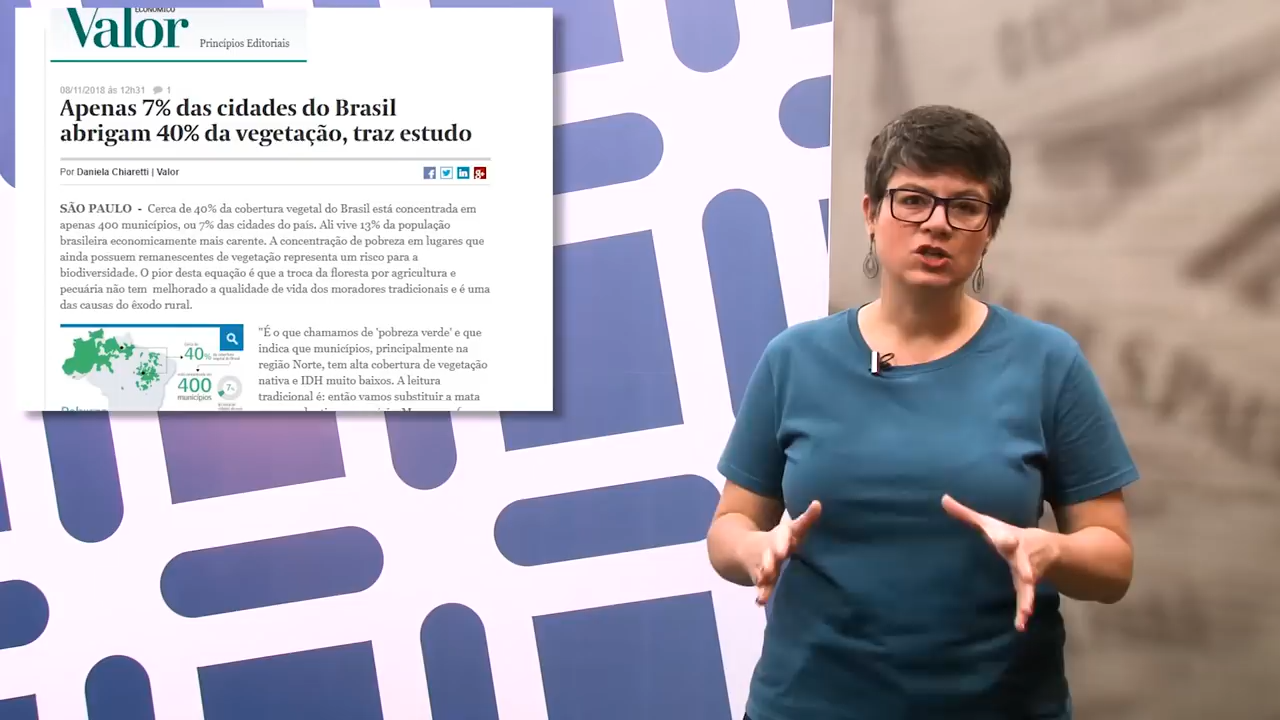 ECONÔMICO
Valor
Princípios Editoriais
08/11/2018 às 12h31 1
Apenas 7% das cidades do Brasil
abrigam 40% da vegetação, traz estudo
Por Daniela Chiaretti | Valor
SÃO PAULO - Cerca de 40% da cobertura vegetal do Brasil está concentrada em
apenas 400 municípios, ou 7% das cidades do país. Ali vive 13% da população
brasileira economicamente mais carente. A concentração de pobreza em lugares que
ainda possuem remanescentes de vegetação representa um risco para a
biodiversidade. O pior desta equação é que a troca da floresta por agricultura e
pecuária não tem melhorado a qualidade de vida dos moradores tradicionais e é uma
das causas do êxodo rural.
40%
400
municípios
7%
"É o que chamamos de 'pobreza verde' e que
indica que municípios, principalmente na
região Norte, tem alta cobertura de vegetação
nativa e IDH muito baixos. A leitura
tradicional é: então vamos substituir a mata